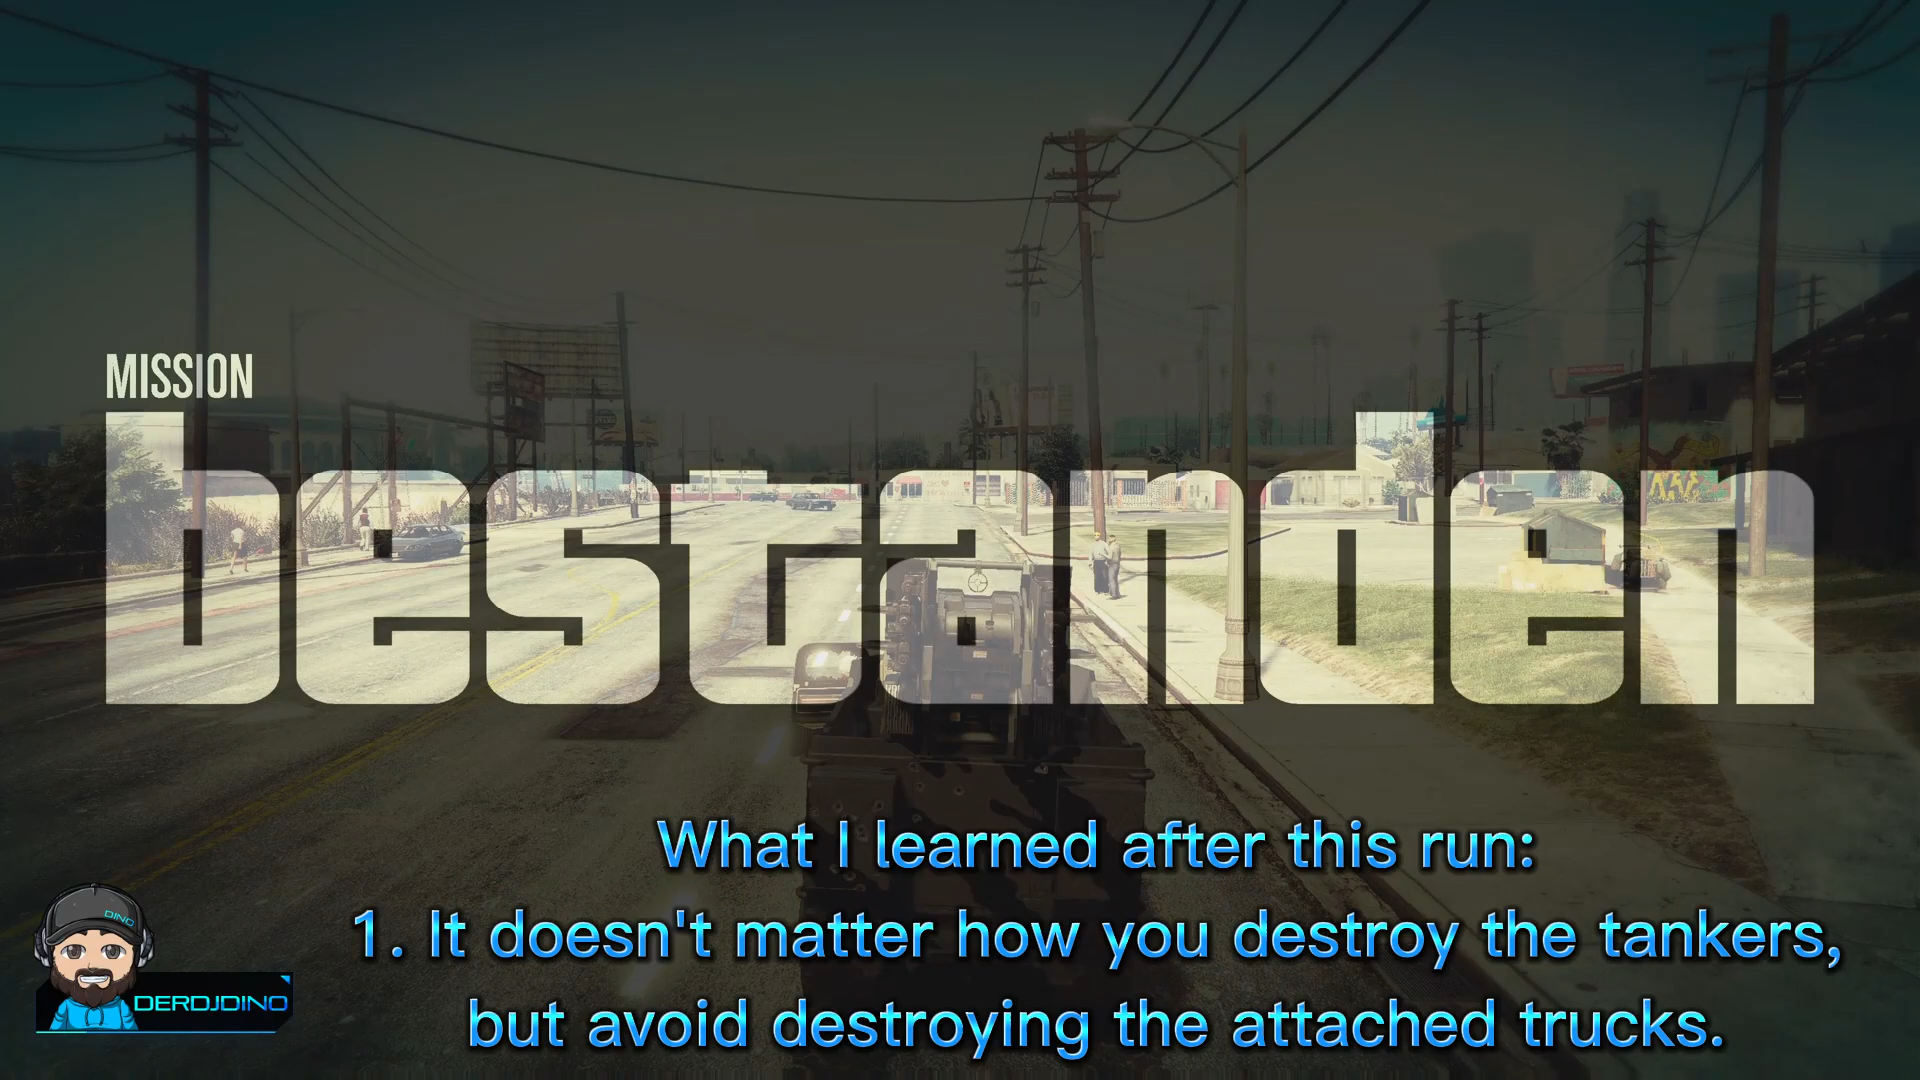 MISSION
bestanden
What I learned after this run:
1. It doesn't matter how you destroy the tankers,
but avoid destroying the attached trucks.
DINO
DERDJDINO